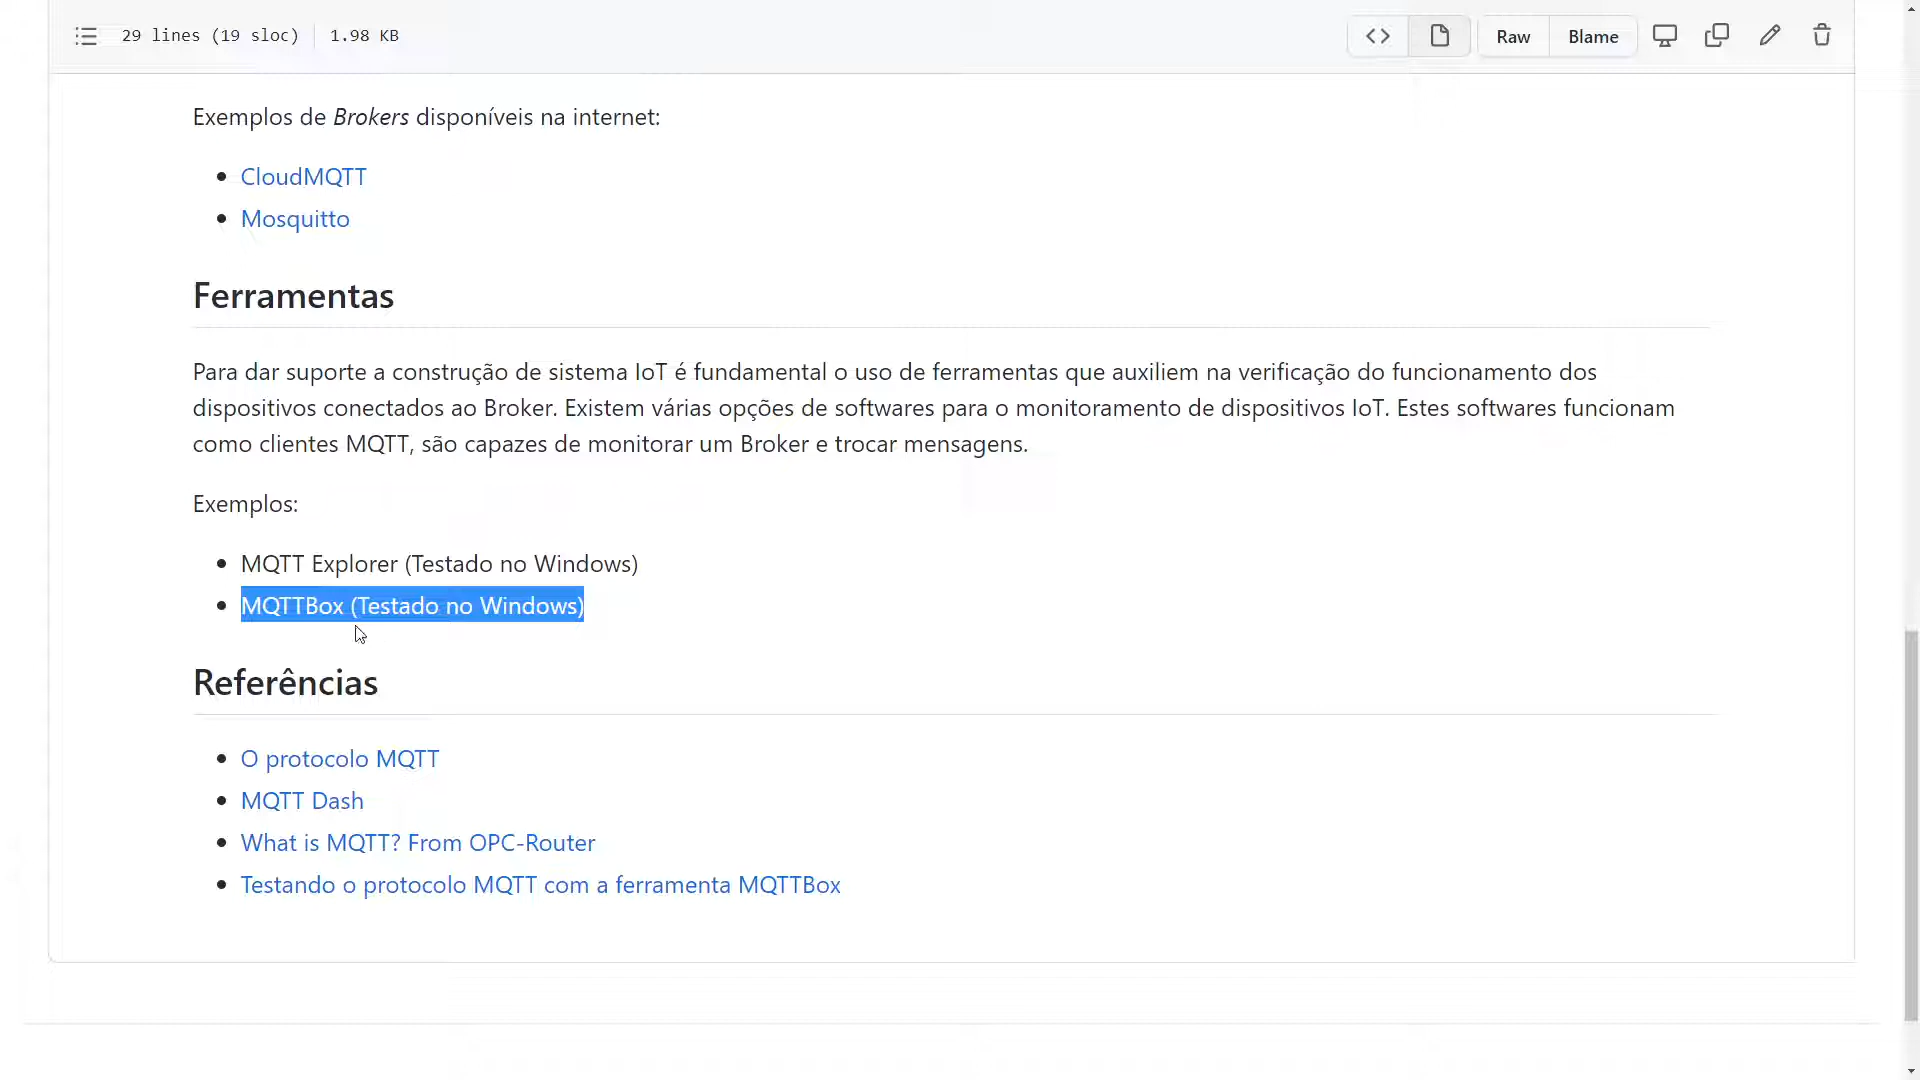 29 lines (19 sloc) 1.98 KB Raw Blame
Exemplos de Brokers disponíveis na internet:
CloudMQTT
Mosquitto
Ferramentas
Para dar suporte a construção de sistema IoT é fundamental o uso de ferramentas que auxiliem na verificação do funcionamento dos
dispositivos conectados ao Broker. Existem várias opções de softwares para o monitoramento de dispositivos IoT. Estes softwares funcionam
como clientes MQTT, são capazes de monitorar um Broker e trocar mensagens.
Exemplos:
MQTT Explorer (Testado no Windows)
MQTTBox (Testado no Windows)
Referências
O protocolo MQTT
MQTT Dash
What is MQTT? From OPC-Router
Testando o protocolo MQTT com a ferramenta MQTTBox